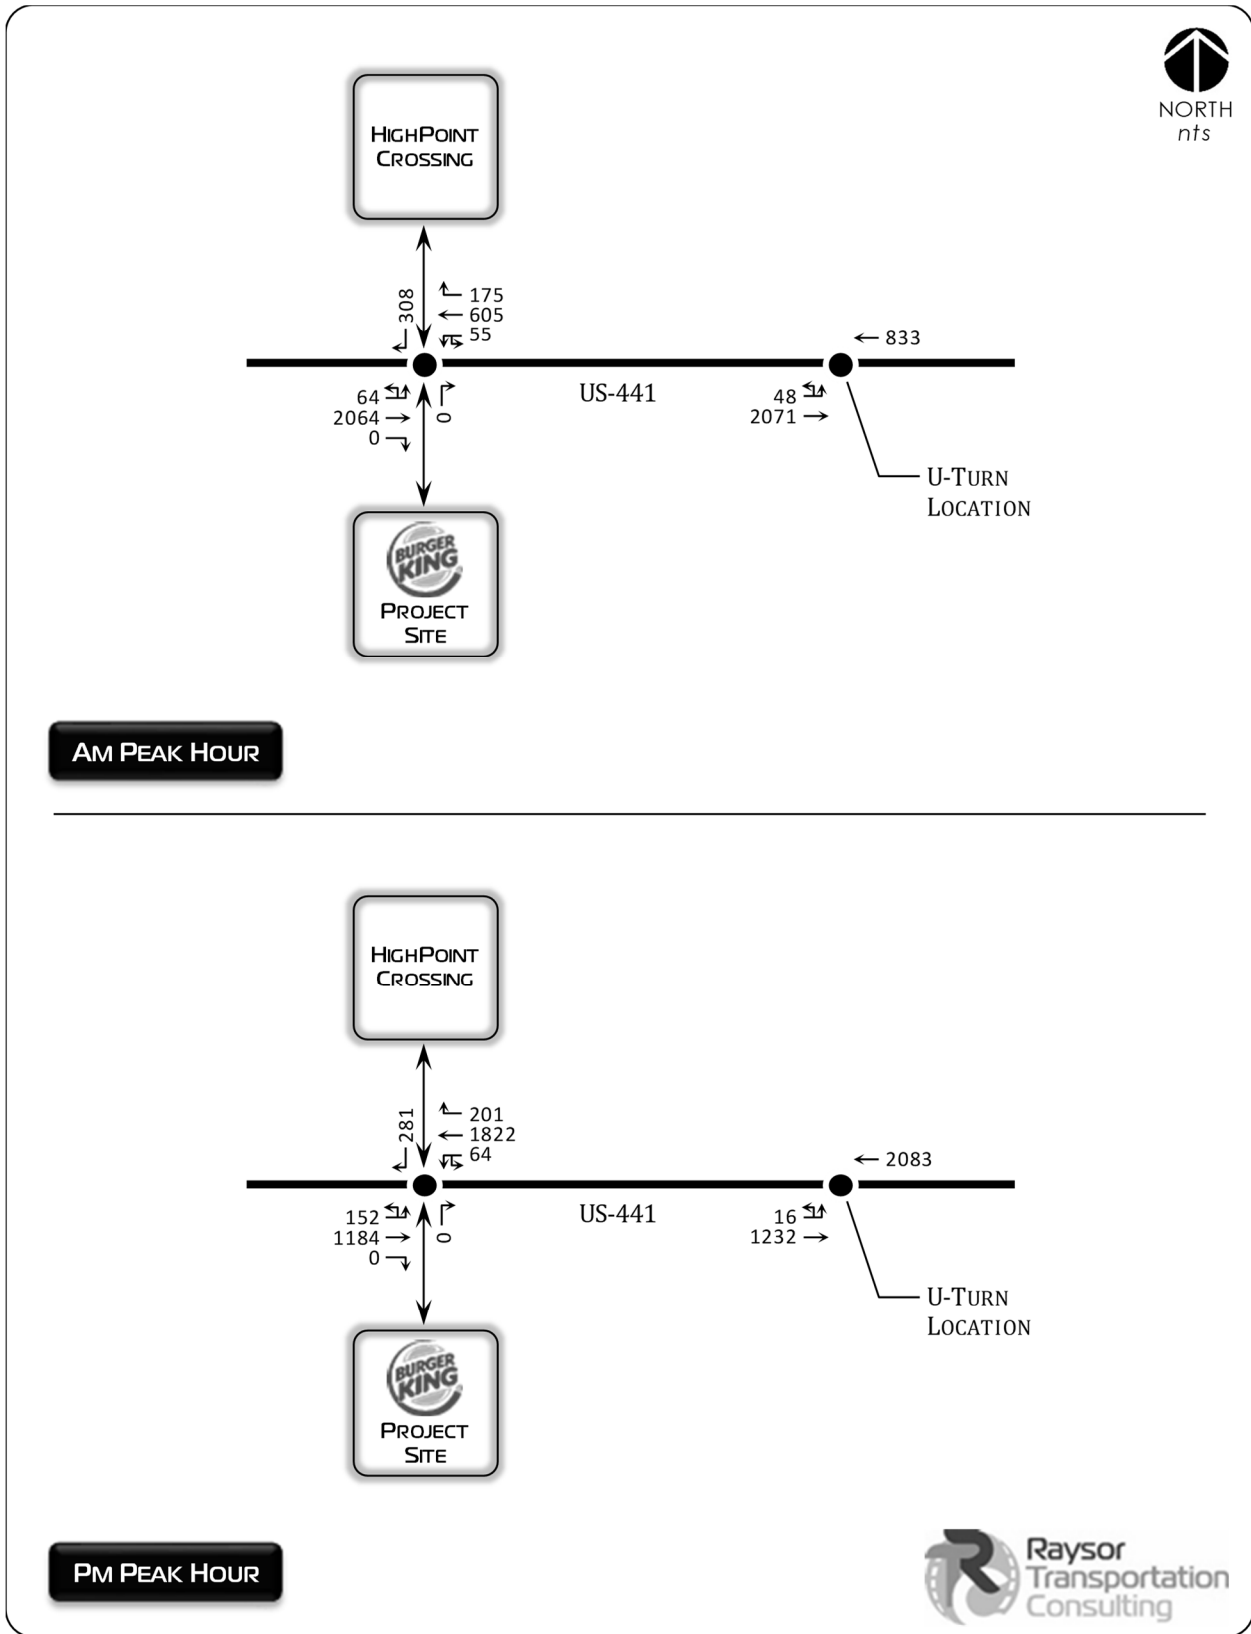 NORTH
nts
HIGHPOINT
CROSSING
308
175
605
55
833
64
2064
0
0
US-441
48
2071
U-TURN
LOCATION
BURGER
KING
PROJECT
SITE
AM PEAK HOUR
HIGHPOINT
CROSSING
281
201
1822
64
2083
152
1184
0
0
US-441
16
1232
U-TURN
LOCATION
BURGER
KING
PROJECT
SITE
PM PEAK HOUR
Raysor
Transportation
Consulting